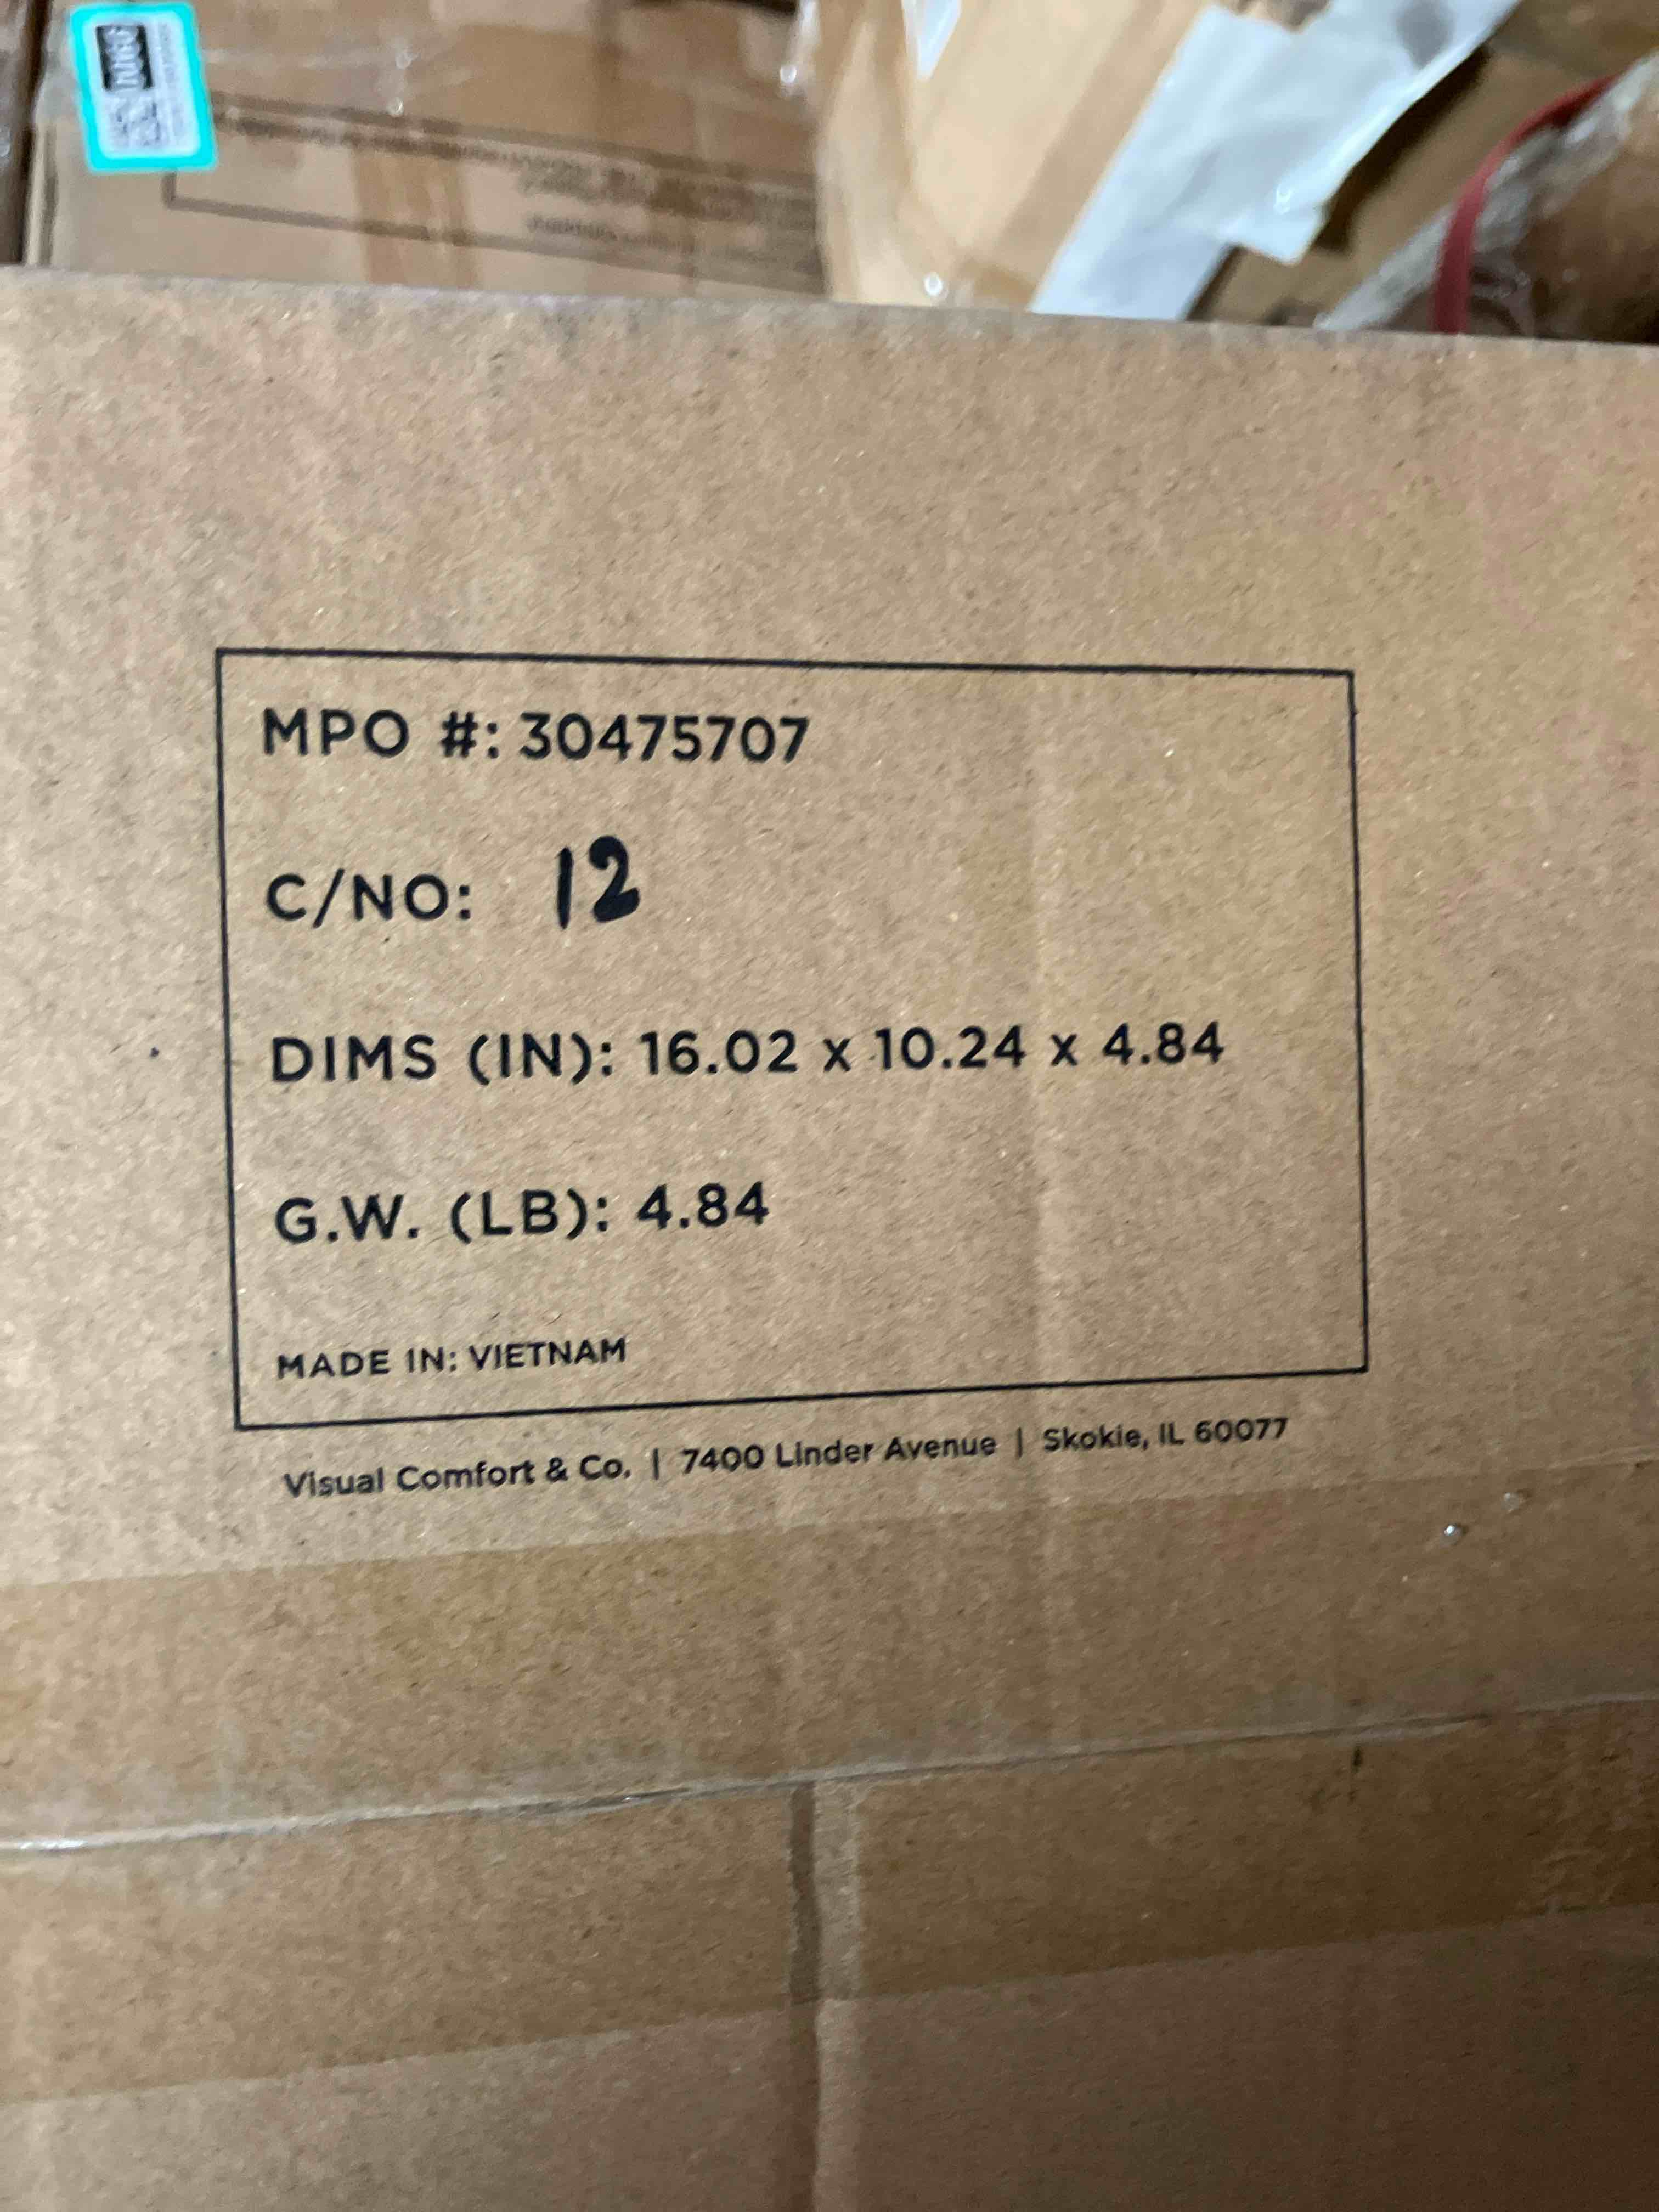 MPO #: 30475707
C/NO: 12
DIMS (IN): 16.02 x 10.24 x 4.84
G.W. (LB): 4.84
MADE IN: VIETNAM
Visual Comfort & Co. | 7400 Linder Avenue | Skokie, IL 60077